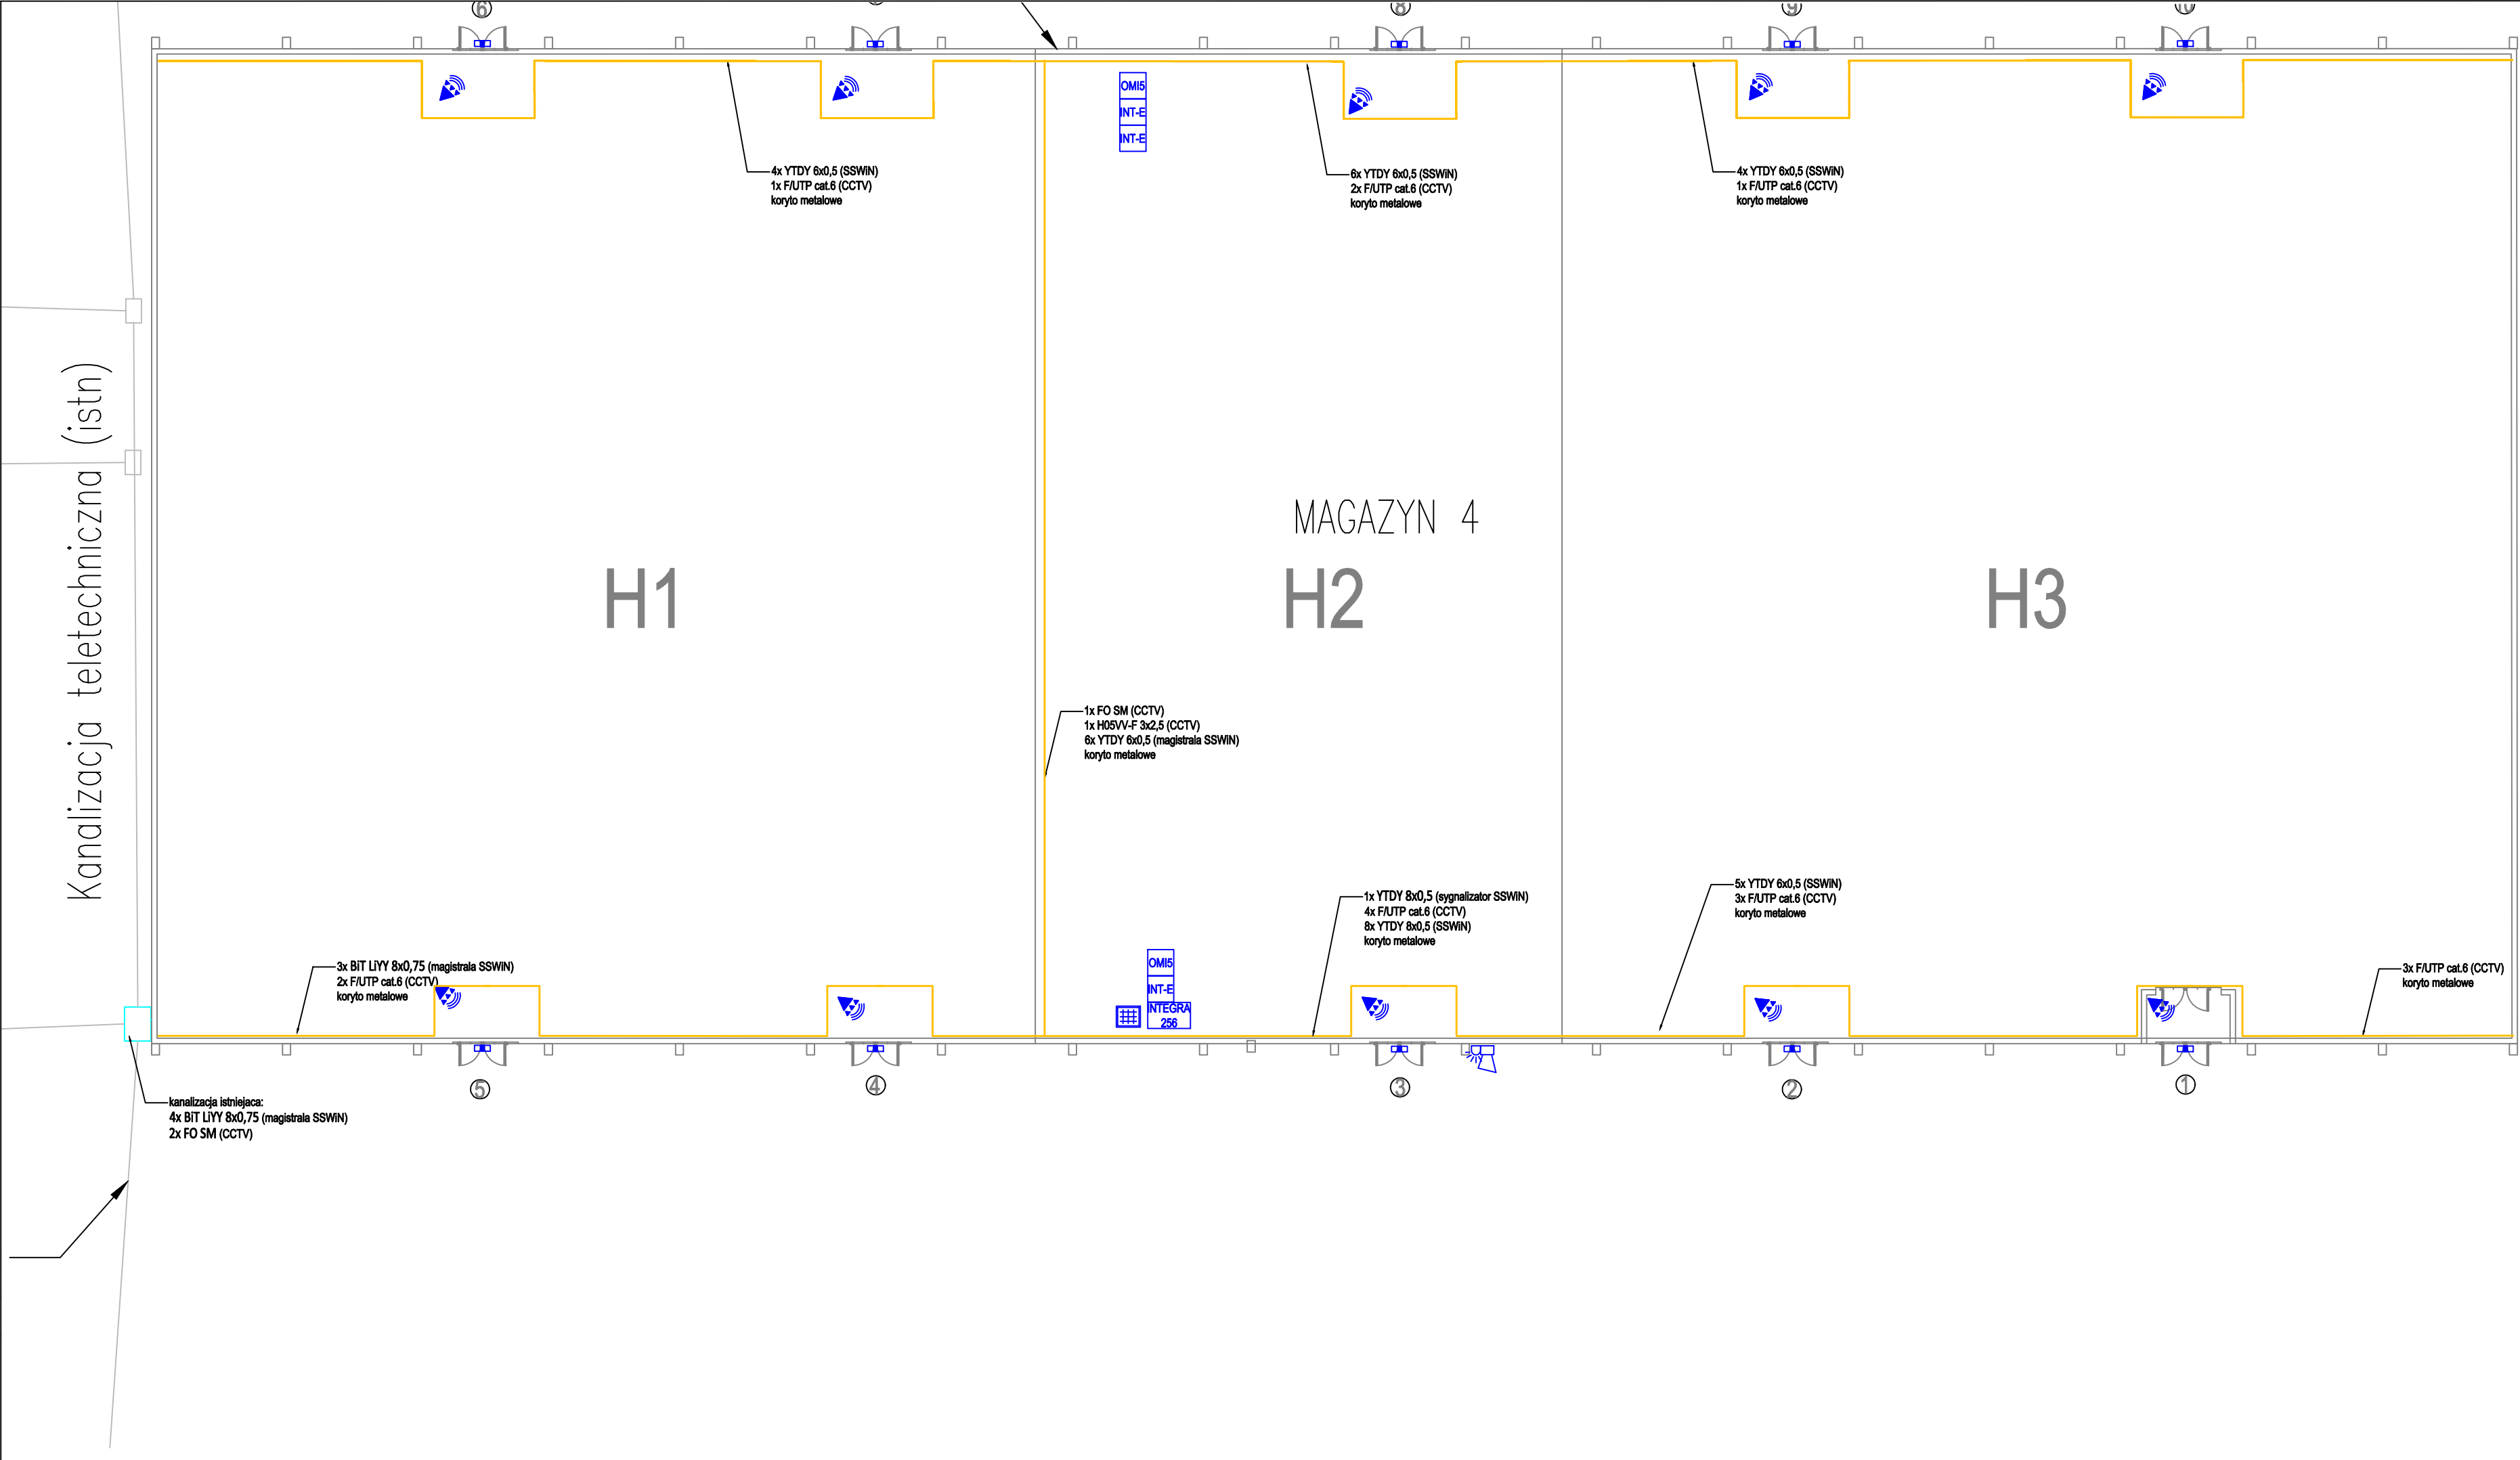 6
8
9
10
OMI5
INT-E
INT-E
4x YTDY 6x0,5 (SSWiN)
1x F/UTP cat.6 (CCTV)
koryto metalowe
6x YTDY 6x0,5 (SSWiN)
2x F/UTP cat.6 (CCTV)
koryto metalowe
4x YTDY 6x0,5 (SSWiN)
1x F/UTP cat.6 (CCTV)
koryto metalowe
Kanalizacja teletechniczna (istn)
MAGAZYN 4
H1
H2
H3
1x FO SM (CCTV)
1x H05VV-F 3x2,5 (CCTV)
6x YTDY 6x0,5 (magistrala SSWiN)
koryto metalowe
1x YTDY 8x0,5 (sygnalizator SSWiN)
4x F/UTP cat.6 (CCTV)
8x YTDY 8x0,5 (SSWiN)
koryto metalowe
5x YTDY 6x0,5 (SSWiN)
3x F/UTP cat.6 (CCTV)
koryto metalowe
3x BiT LiYY 8x0,75 (magistrala SSWiN)
2x F/UTP cat.6 (CCTV)
koryto metalowe
OMI5
INT-E
INTEGRA
256
3x F/UTP cat.6 (CCTV)
koryto metalowe
5
4
3
2
1
kanalizacja istniejaca:
4x BiT LiYY 8x0,75 (magistrala SSWiN)
2x FO SM (CCTV)